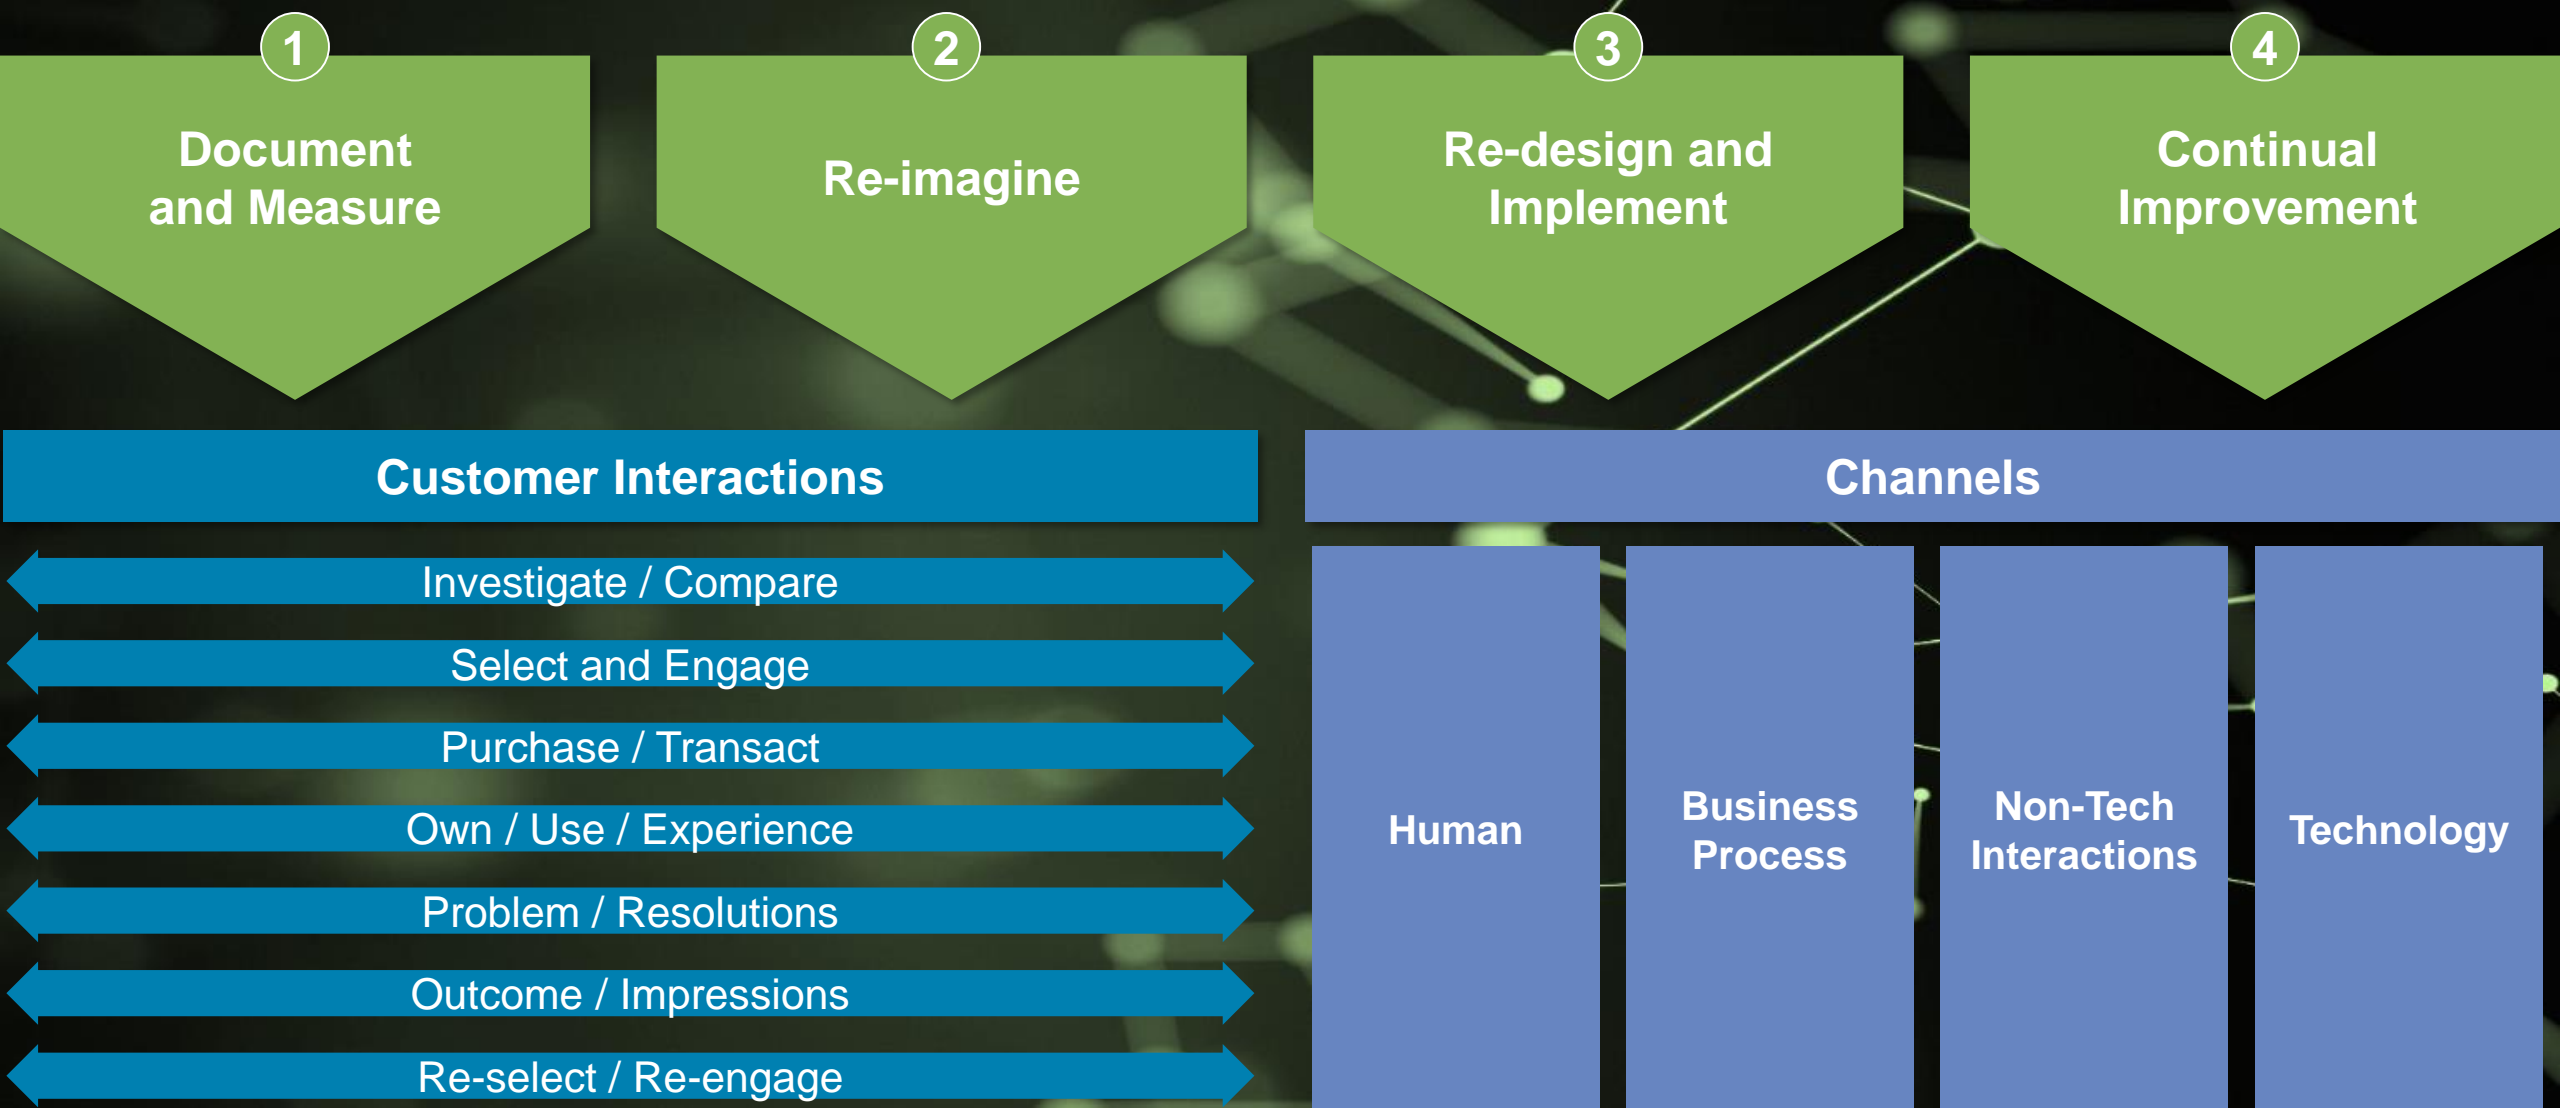 1
Document
and Measure
2
Re-imagine
3
Re-design and
Implement
4
Continual
Improvement
Customer Interactions
Investigate / Compare
Select and Engage
Purchase / Transact
Own / Use / Experience
Problem / Resolutions
Outcome / Impressions
Re-select / Re-engage
Channels
Human
Business
Process
Non-Tech
Interactions
Technology